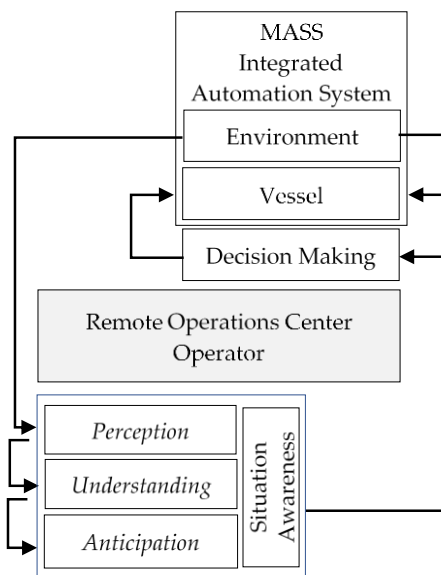 MASS
Integrated
Automation System
Environment
Vessel
Decision Making
Remote Operations Center
Operator
Perception
Understanding
Anticipation
Situation
Awareness